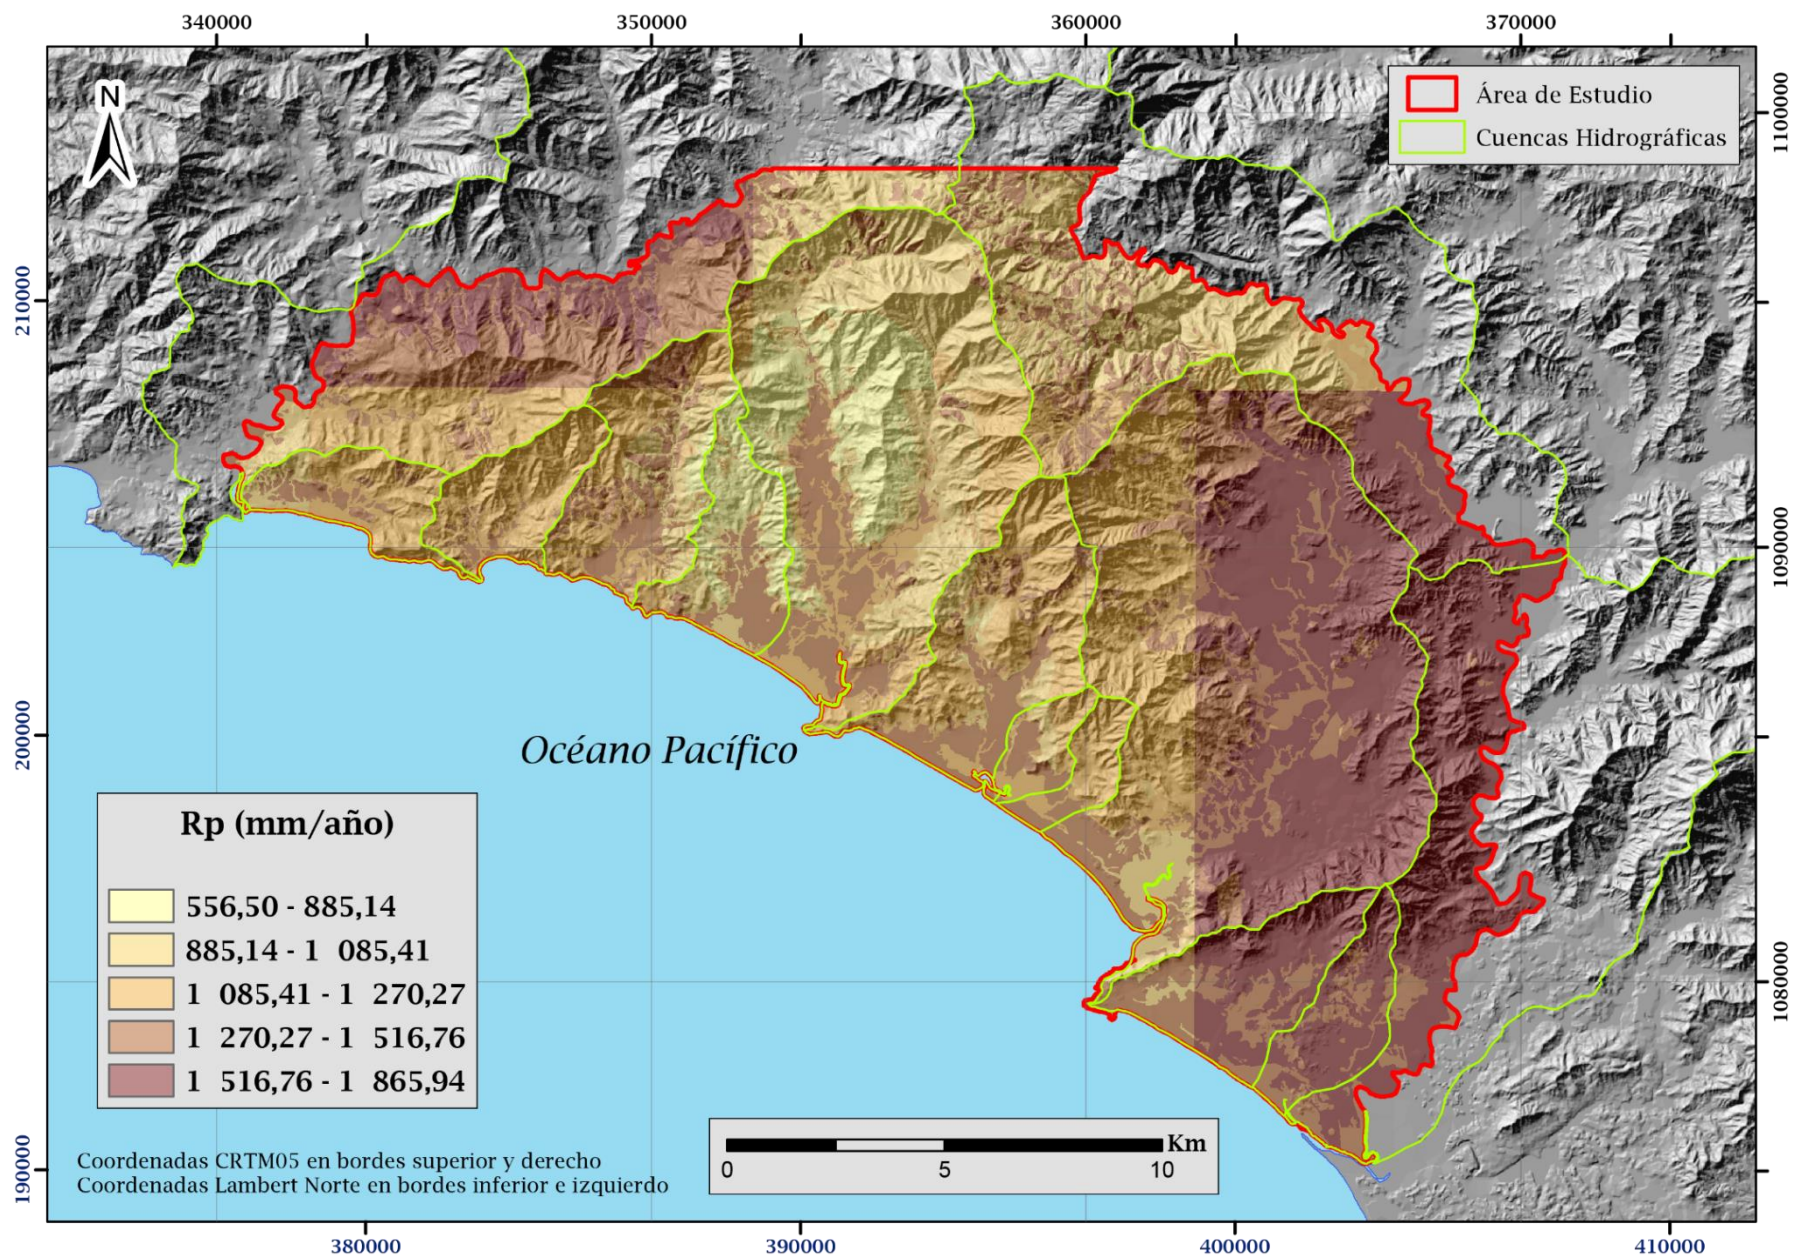 340000 350000 360000 370000
N
Área de Estudio
Cuencas Hidrográficas
1100000
210000
1090000
200000
Océano Pacífico
Rp (mm/año)
556,50 - 885,14
885,14 - 1 085,41
1 085,41 - 1 270,27
1 270,27 - 1 516,76
1 516,76 - 1 865,94
1080000
Km
0 5 10
190000
Coordenadas CRTM05 en bordes superior y derecho
Coordenadas Lambert Norte en bordes inferior e izquierdo
380000 390000 400000 410000